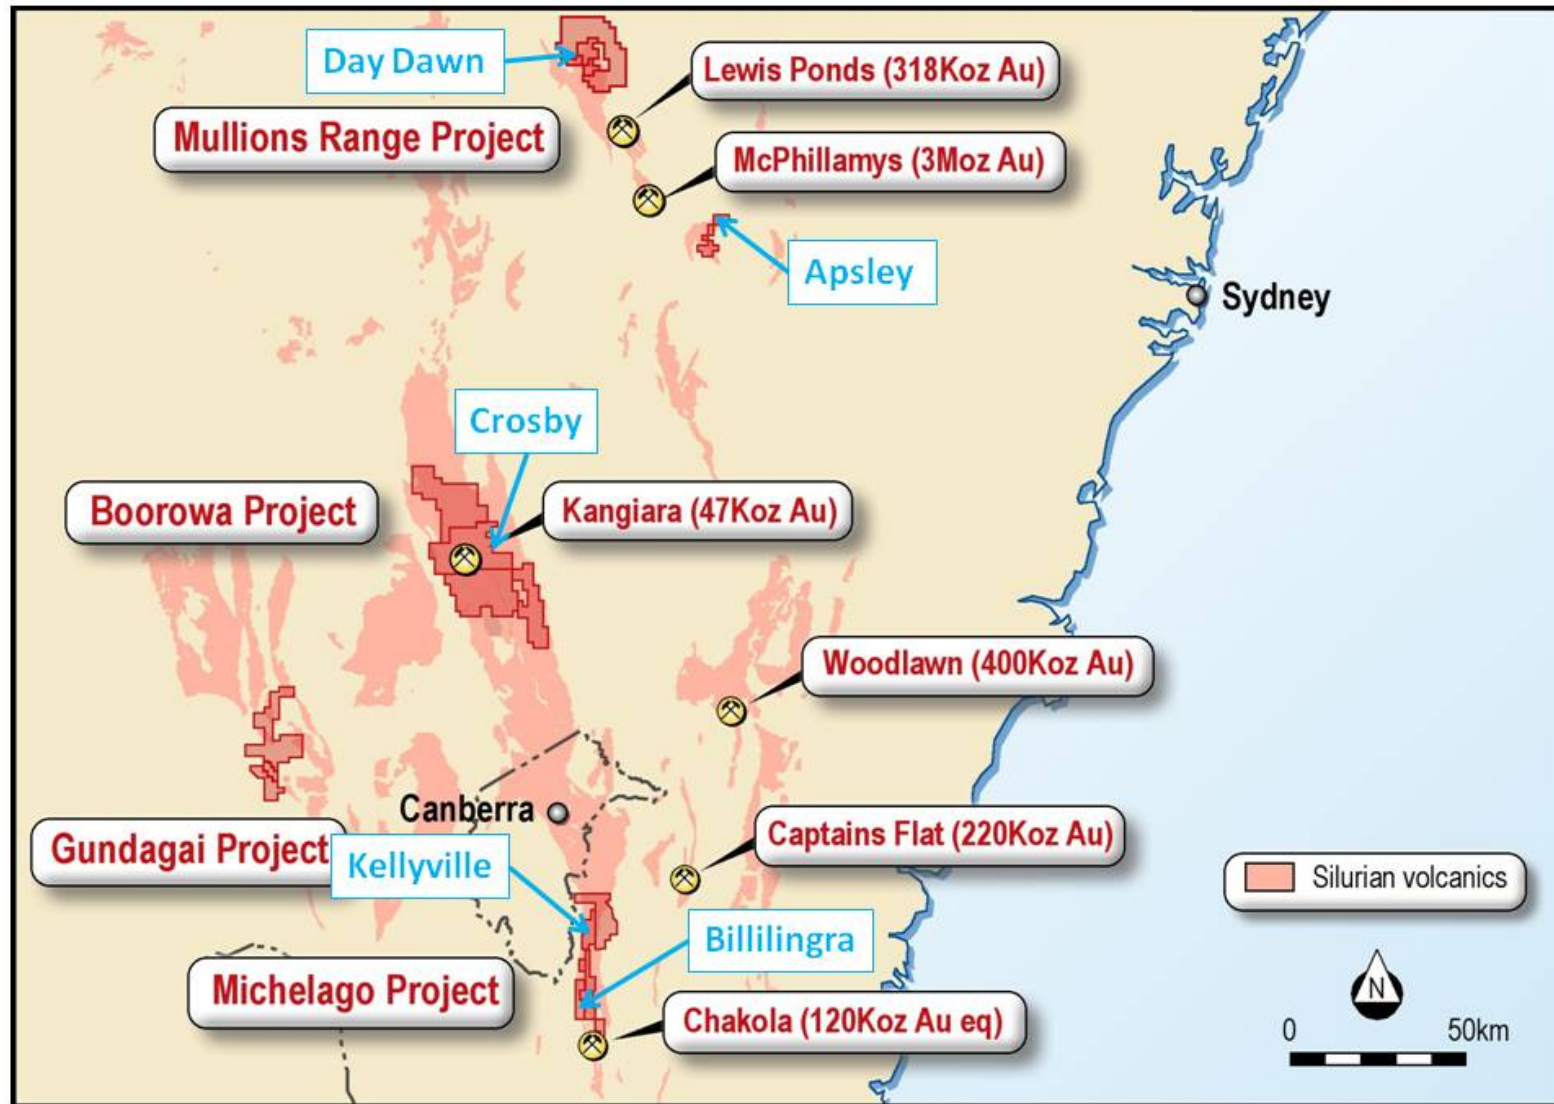 Day Dawn
Lewis Ponds (318Koz Au)
Mullions Range Project
McPhillamys (3Moz Au)
Apsley
Sydney
Crosby
Boorowa Project
Kangiara (47Koz Au)
Woodlawn (400Koz Au)
Canberra
Gundagai Project
Kellyville
Captains Flat (220Koz Au)
Silurian volcanics
Billilingra
Michelago Project
Chakola (120Koz Au eq)
N
0 50km